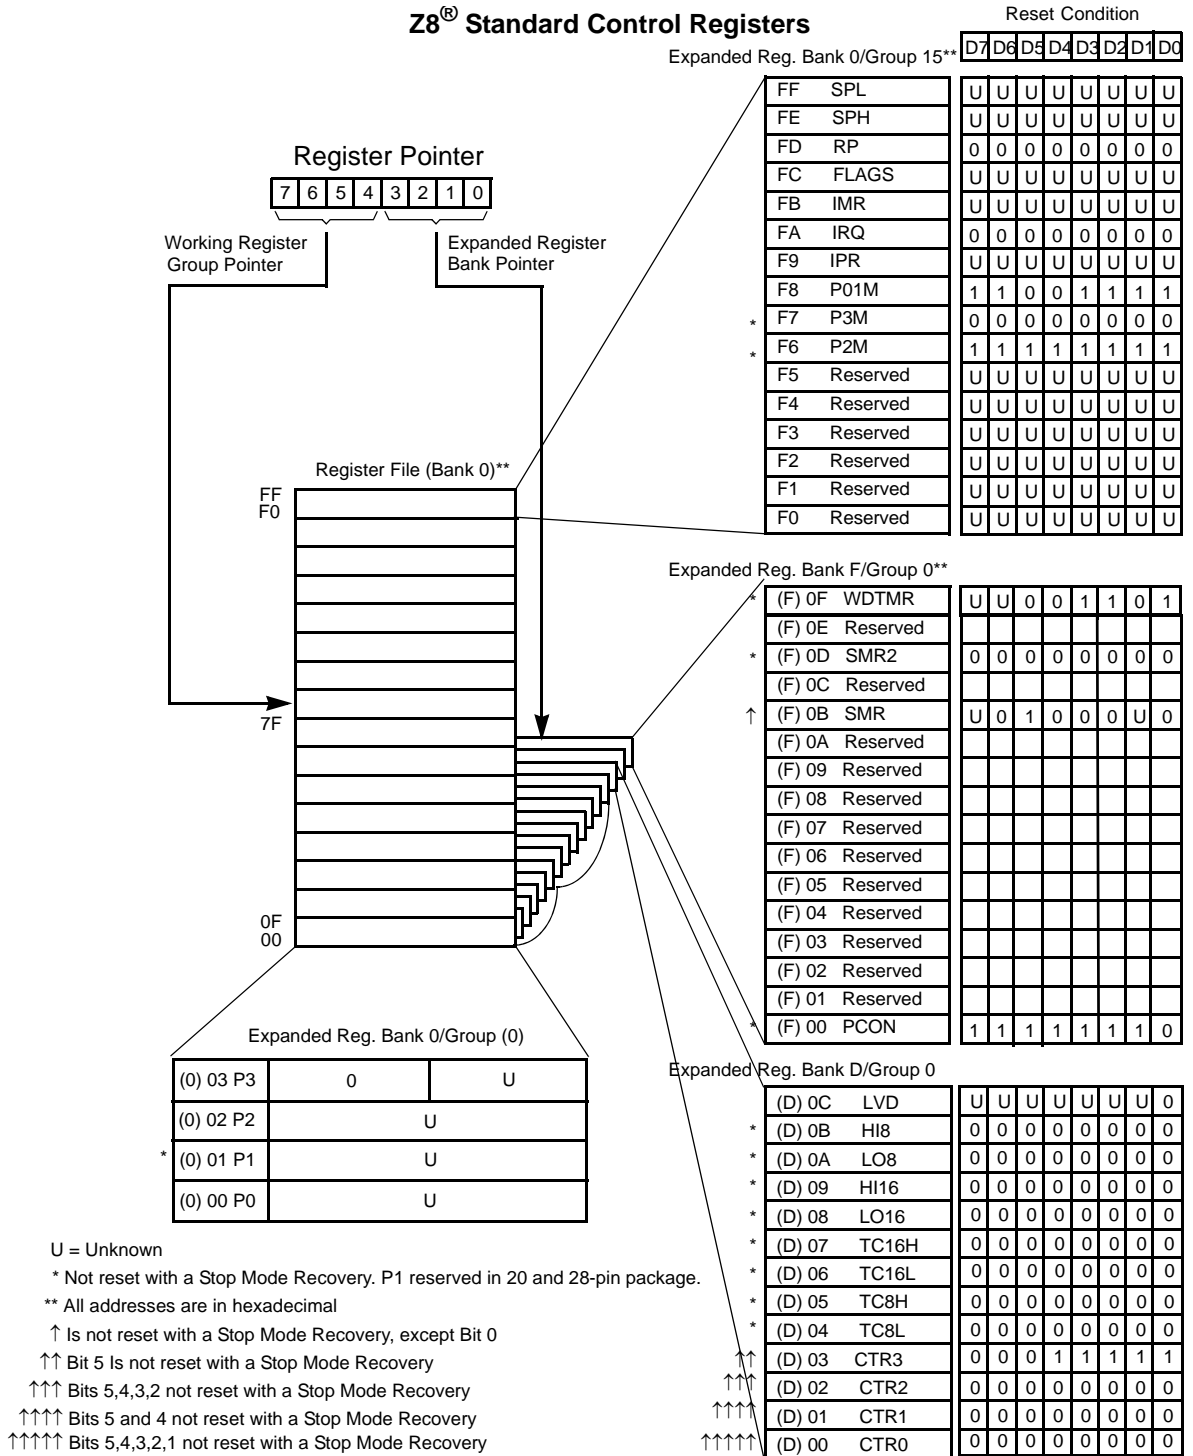 Z8® Standard Control Registers
Reset Condition
Expanded Reg. Bank 0/Group 15**
D7 D6 D5 D4 D3 D2 D1 D0
FF SPL U U U U U U U U
FE SPH U U U U U U U U
FD RP 0 0 0 0 0 0 0 0
FC FLAGS U U U U U U U U
FB IMR U U U U U U U U
FA IRQ 0 0 0 0 0 0 0 0
F9 IPR U U U U U U U U
F8 P01M 1 1 0 0 1 1 1 1
* F7 P3M 0 0 0 0 0 0 0 0
* F6 P2M 1 1 1 1 1 1 1 1
F5 Reserved U U U U U U U U
F4 Reserved U U U U U U U U
F3 Reserved U U U U U U U U
F2 Reserved U U U U U U U U
F1 Reserved U U U U U U U U
F0 Reserved U U U U U U U U
Register Pointer
7 6 5 4 3 2 1 0
Working Register
Group Pointer
Expanded Register
Bank Pointer
Register File (Bank 0)**
FF
F0
7F
0F
00
Expanded Reg. Bank F/Group 0**
* (F) 0F WDTMR U U 0 0 1 1 0 1
(F) 0E Reserved
* (F) 0D SMR2 0 0 0 0 0 0 0 0
(F) 0C Reserved
↑ (F) 0B SMR U 0 1 0 0 0 U 0
(F) 0A Reserved
(F) 09 Reserved
(F) 08 Reserved
(F) 07 Reserved
(F) 06 Reserved
(F) 05 Reserved
(F) 04 Reserved
(F) 03 Reserved
(F) 02 Reserved
(F) 01 Reserved
* (F) 00 PCON 1 1 1 1 1 1 1 0
Expanded Reg. Bank 0/Group (0)
(0) 03 P3 0 U
(0) 02 P2 U
* (0) 01 P1 U
(0) 00 P0 U
Expanded Reg. Bank D/Group 0
(D) 0C LVD U U U U U U U 0
* (D) 0B HI8 0 0 0 0 0 0 0 0
* (D) 0A LO8 0 0 0 0 0 0 0 0
* (D) 09 HI16 0 0 0 0 0 0 0 0
* (D) 08 LO16 0 0 0 0 0 0 0 0
* (D) 07 TC16H 0 0 0 0 0 0 0 0
* (D) 06 TC16L 0 0 0 0 0 0 0 0
* (D) 05 TC8H 0 0 0 0 0 0 0 0
* (D) 04 TC8L 0 0 0 0 0 0 0 0
↑↑ (D) 03 CTR3 0 0 0 1 1 1 1 1
↑↑↑ (D) 02 CTR2 0 0 0 0 0 0 0 0
↑↑↑↑ (D) 01 CTR1 0 0 0 0 0 0 0 0
↑↑↑↑↑ (D) 00 CTR0 0 0 0 0 0 0 0 0
U = Unknown
* Not reset with a Stop Mode Recovery. P1 reserved in 20 and 28-pin package.
** All addresses are in hexadecimal
↑ Is not reset with a Stop Mode Recovery, except Bit 0
↑↑ Bit 5 Is not reset with a Stop Mode Recovery
↑↑↑ Bits 5,4,3,2 not reset with a Stop Mode Recovery
↑↑↑↑ Bits 5 and 4 not reset with a Stop Mode Recovery
↑↑↑↑↑ Bits 5,4,3,2,1 not reset with a Stop Mode Recovery